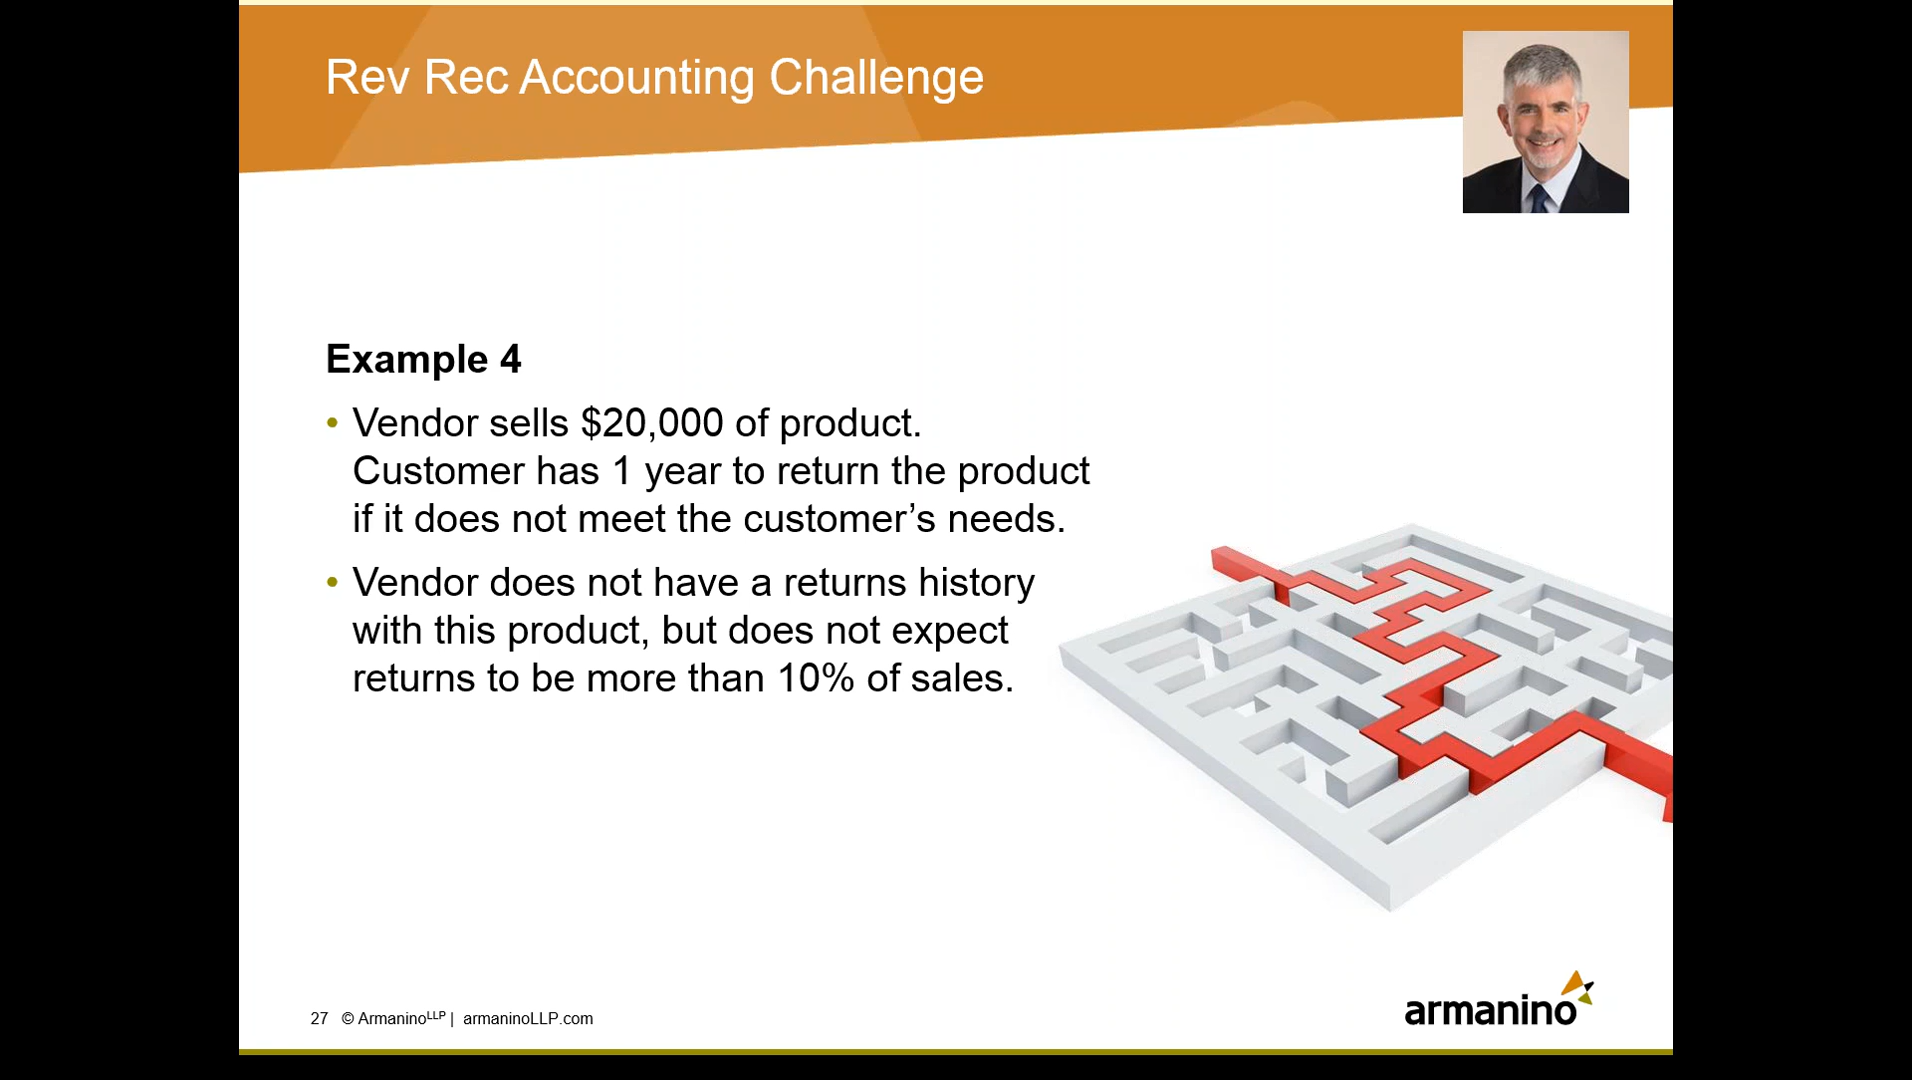 Rev Rec Accounting Challenge
Example 4
• Vendor sells $20,000 of product.
Customer has 1 year to return the product
if it does not meet the customer’s needs.
• Vendor does not have a returns history
with this product, but does not expect
returns to be more than 10% of sales.
27 © ArmaninoLLP | armaninoLLP.com
armanino